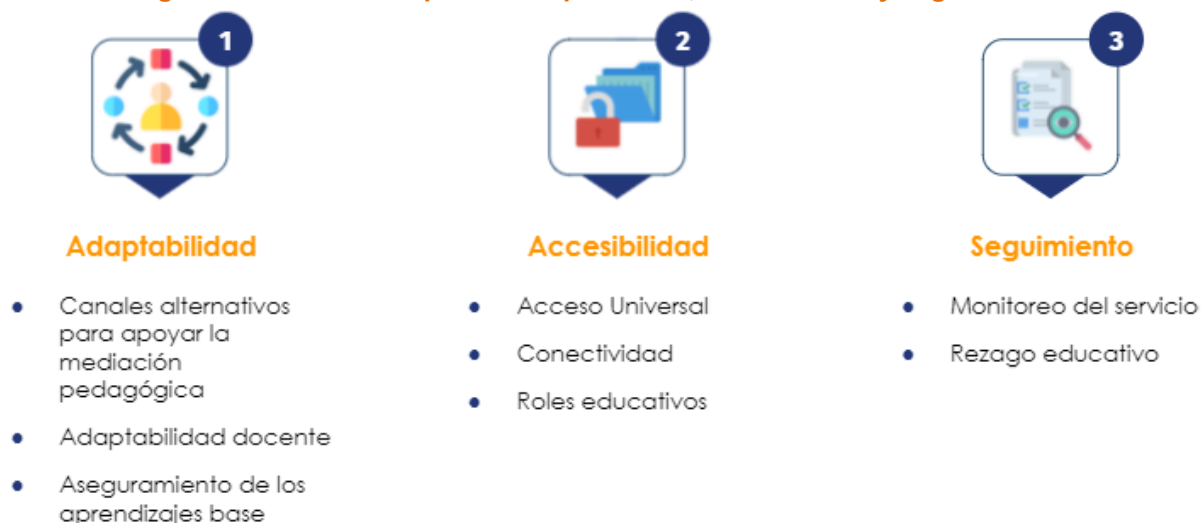 1
Adaptabilidad
● Canales alternativos
para apoyar la
mediación
pedagógica
● Adaptabilidad docente
● Aseguramiento de los
aprendizajes base
2
Accesibilidad
● Acceso Universal
● Conectividad
● Roles educativos
3
Seguimiento
● Monitoreo del servicio
● Rezago educativo